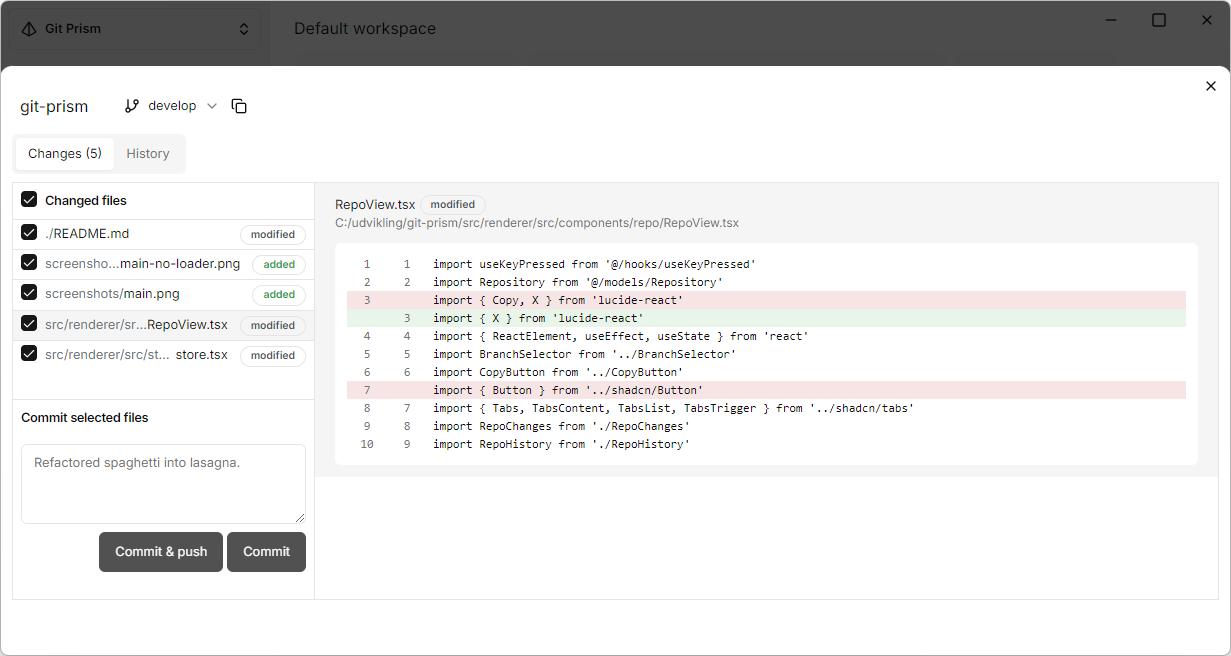 Git Prism
Default workspace
git-prism
develop
Changes (5)
History
Changed files
./README.md
modified
screensho...main-no-loader.png
added
screenshots/main.png
added
src/renderer/sr...RepoView.tsx
modified
src/renderer/src/st... store.tsx
modified
Commit selected files
Refactored spaghetti into lasagna.
Commit & push
Commit
RepoView.tsx
modified
C:/udvikling/git-prism/src/renderer/src/components/repo/RepoView.tsx
1 1 import useKeyPressed from '@/hooks/useKeyPressed'
2 2 import Repository from '@/models/Repository'
3 import { Copy, X } from 'lucide-react'
3 import { X } from 'lucide-react'
4 4 import { ReactElement, useEffect, useState } from 'react'
5 5 import BranchSelector from '../BranchSelector'
6 6 import CopyButton from '../CopyButton'
7 import { Button } from '../shadcn/Button'
8 7 import { Tabs, TabsContent, TabsList, TabsTrigger } from '../shadcn/tabs'
9 8 import RepoChanges from './RepoChanges'
10 9 import RepoHistory from './RepoHistory'